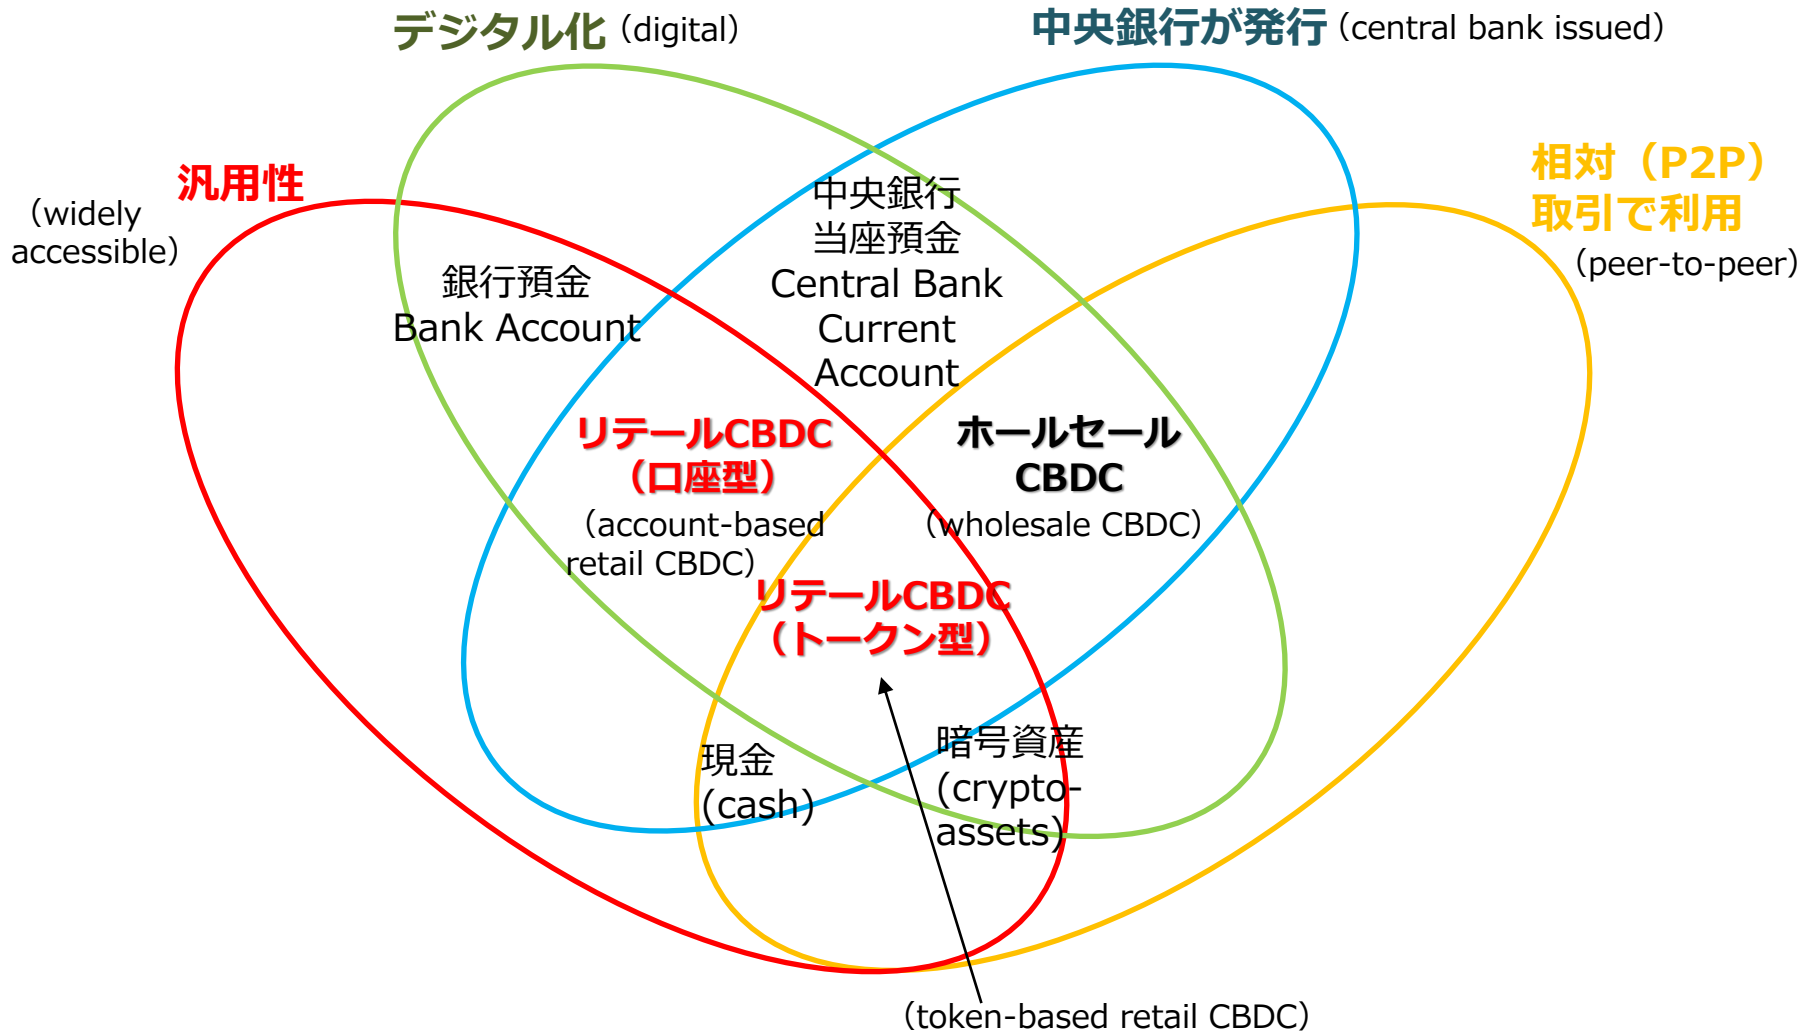 デジタル化（digital）
中央銀行が発行（central bank issued）
汎用性
（widely
accessible）
相対（P2P）
取引で利用
（peer-to-peer）
銀行預金
Bank Account
中央銀行
当座預金
Central Bank
Current
Account
リテールCBDC
（口座型）
（account-based
retail CBDC）
ホールセール
CBDC
（wholesale CBDC）
リテールCBDC
（トークン型）
現金
(cash)
暗号資産
(crypto-
assets)
（token-based retail CBDC）